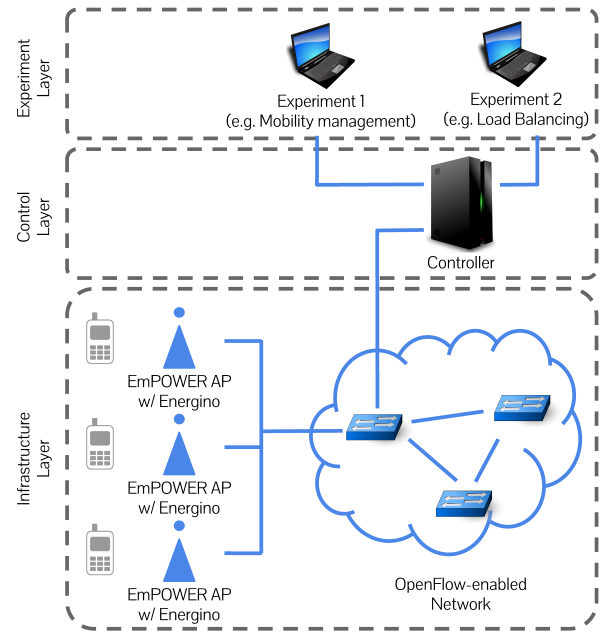 Experiment
Layer
Experiment 1
(e.g. Mobility management)
Experiment 2
(e.g. Load Balancing)
Control
Layer
Controller
Infrastructure
Layer
EmPOWER AP
w/ Energino
EmPOWER AP
w/ Energino
EmPOWER AP
w/ Energino
OpenFlow-enabled
Network